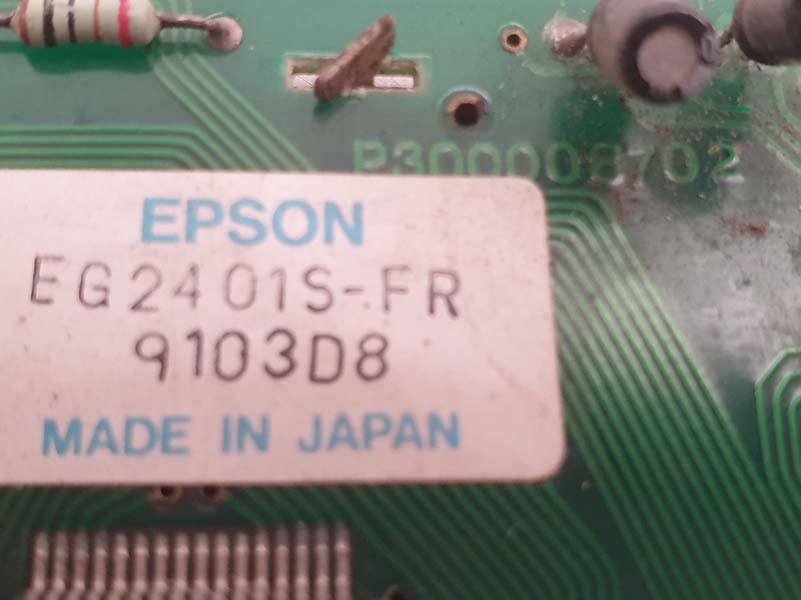 P300008702
EPSON
EG2401S-FR
9103D8
MADE IN JAPAN